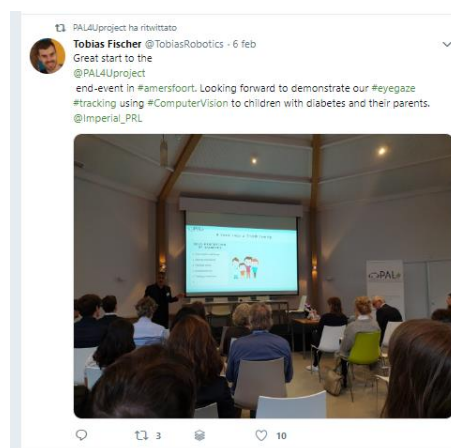 PAL4Uproject ha ritwittato
Tobias Fischer @TobiasRobotics · 6 feb
Great start to the
@PAL4Uproject
end-event in #amersfoort. Looking forward to demonstrate our #eyegaze
#tracking using #ComputerVision to children with diabetes and their parents.
@Imperial_PRL
PAL
3
10